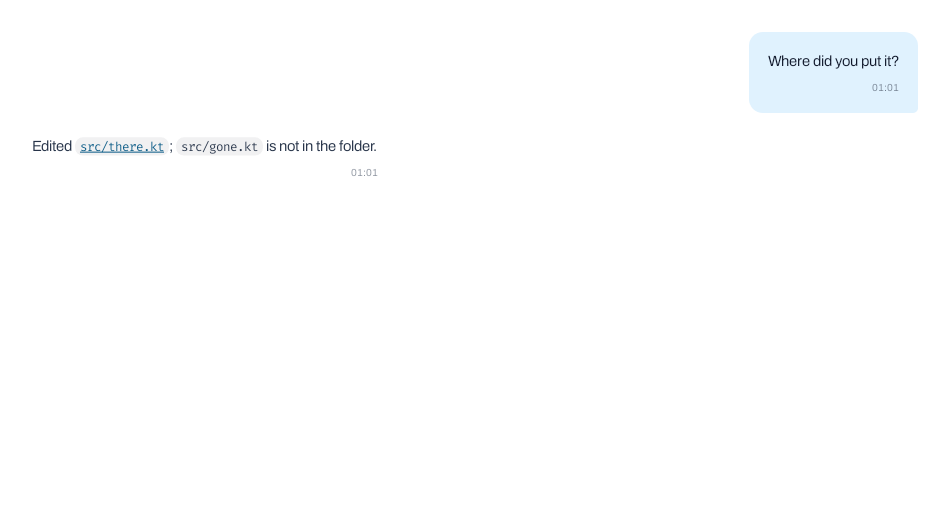 Where did you put it?
01:01
Edited src/there.kt ; src/gone.kt is not in the folder.
01:01